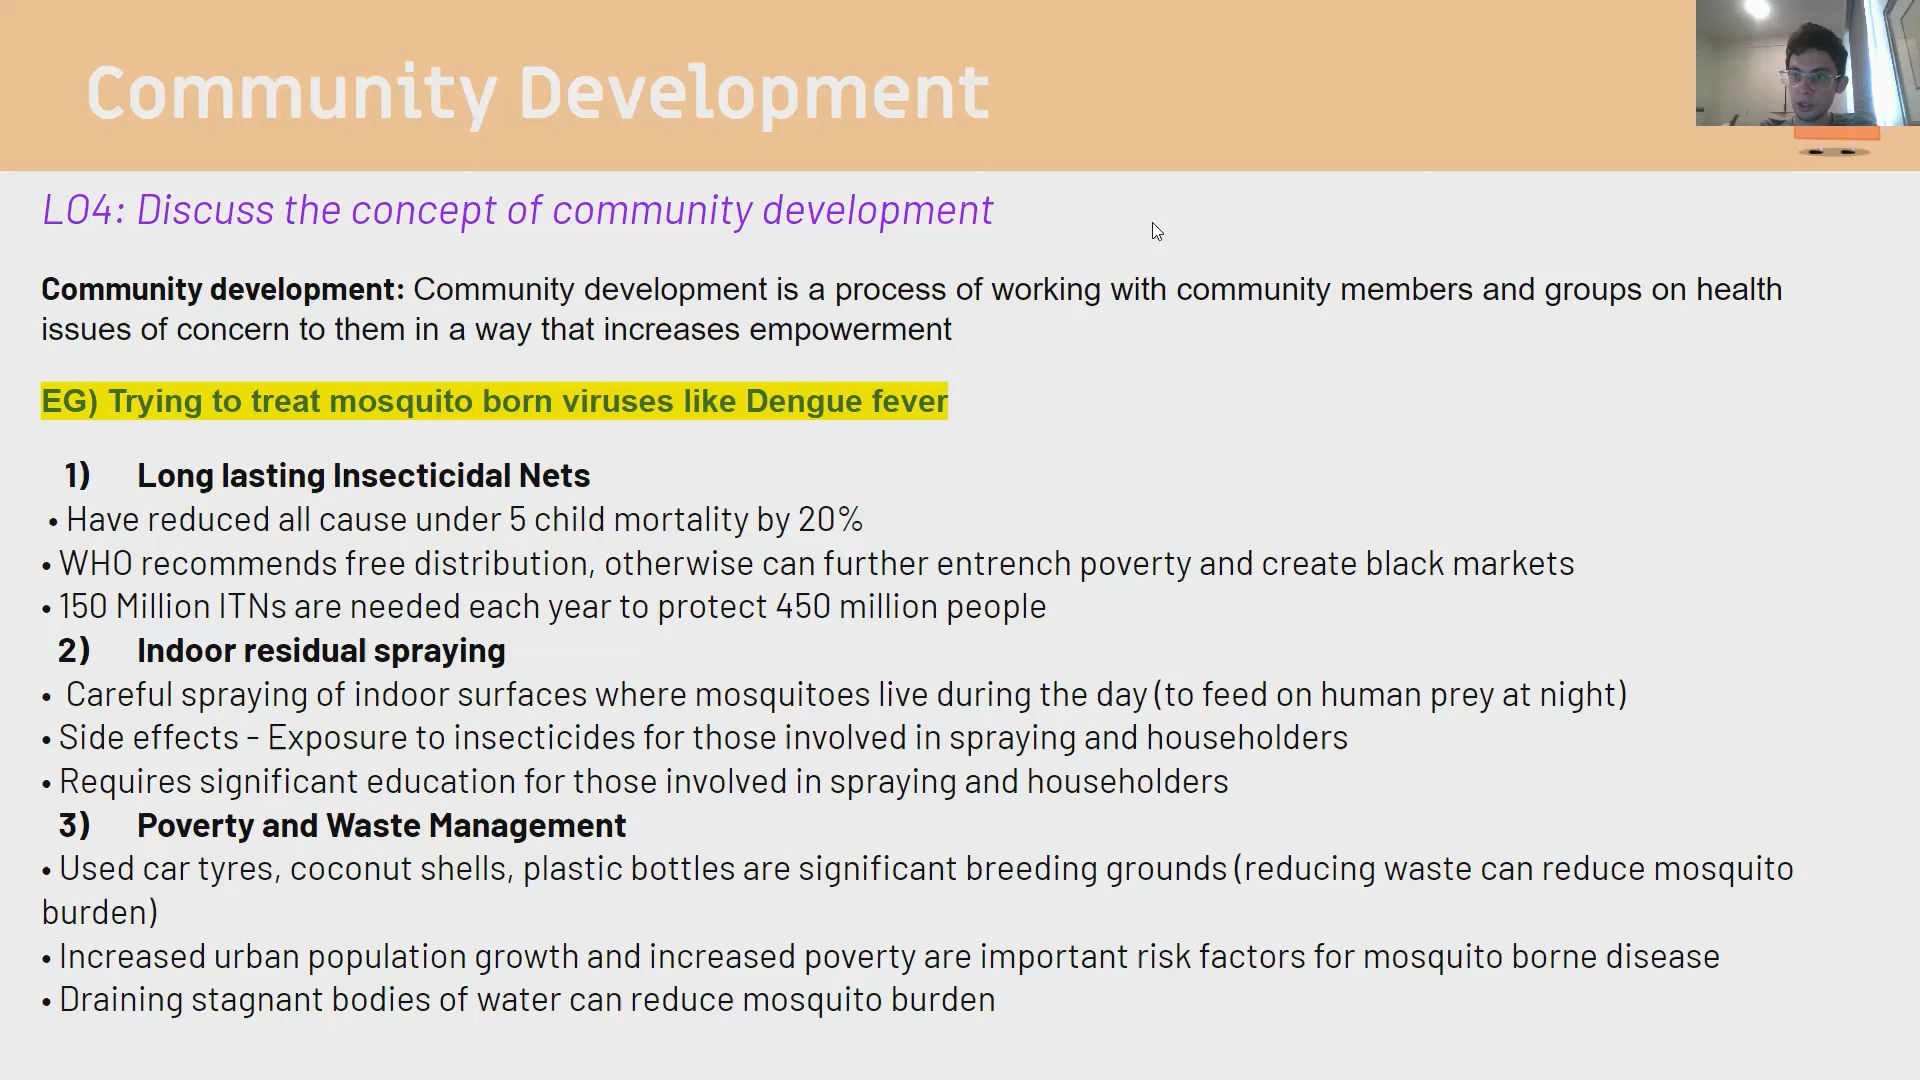 Community Development
LO4: Discuss the concept of community development
Community development: Community development is a process of working with community members and groups on health
issues of concern to them in a way that increases empowerment
EG) Trying to treat mosquito born viruses like Dengue fever
1) Long lasting Insecticidal Nets
• Have reduced all cause under 5 child mortality by 20%
• WHO recommends free distribution, otherwise can further entrench poverty and create black markets
• 150 Million ITNs are needed each year to protect 450 million people
2) Indoor residual spraying
• Careful spraying of indoor surfaces where mosquitoes live during the day (to feed on human prey at night)
• Side effects - Exposure to insecticides for those involved in spraying and householders
• Requires significant education for those involved in spraying and householders
3) Poverty and Waste Management
• Used car tyres, coconut shells, plastic bottles are significant breeding grounds (reducing waste can reduce mosquito
burden)
• Increased urban population growth and increased poverty are important risk factors for mosquito borne disease
• Draining stagnant bodies of water can reduce mosquito burden